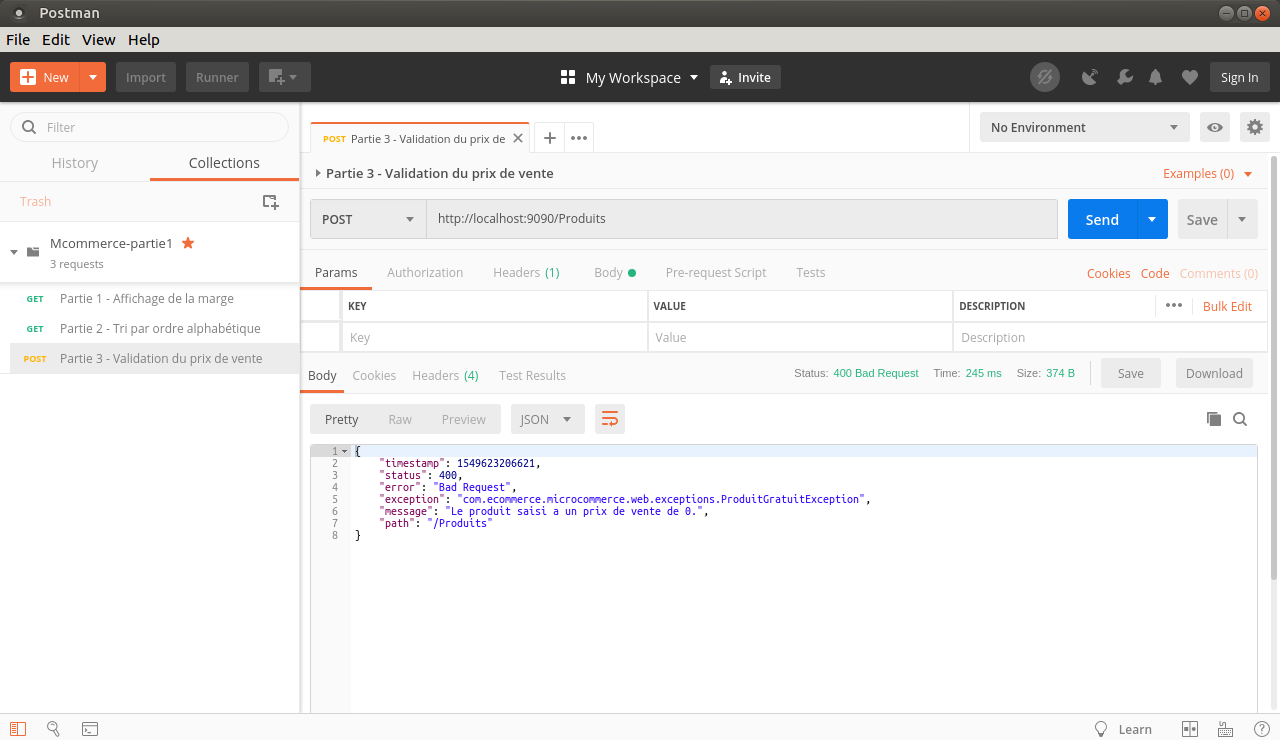 Postman
File Edit View Help
New Import Runner My Workspace Invite Sign In
Filter
History Collections
Trash
Mcommerce-partie1
3 requests
GET Partie 1 - Affichage de la marge
GET Partie 2 - Tri par ordre alphabétique
POST Partie 3 - Validation du prix de vente
POST Partie 3 - Validation du prix de
No Environment
Partie 3 - Validation du prix de vente Examples (0)
POST http://localhost:9090/Produits Send Save
Params Authorization Headers (1) Body Pre-request Script Tests Cookies Code Comments (0)
KEY VALUE DESCRIPTION Bulk Edit
Key Value Description
Body Cookies Headers (4) Test Results Status: 400 Bad Request Time: 245 ms Size: 374 B Save Download
Pretty Raw Preview JSON
1 {
2 "timestamp": 1549623206621,
3 "status": 400,
4 "error": "Bad Request",
5 "exception": "com.ecommerce.microcommerce.web.exceptions.ProduitGratuitException",
6 "message": "Le produit saisi a un prix de vente de 0.",
7 "path": "/Produits"
8 }
Learn